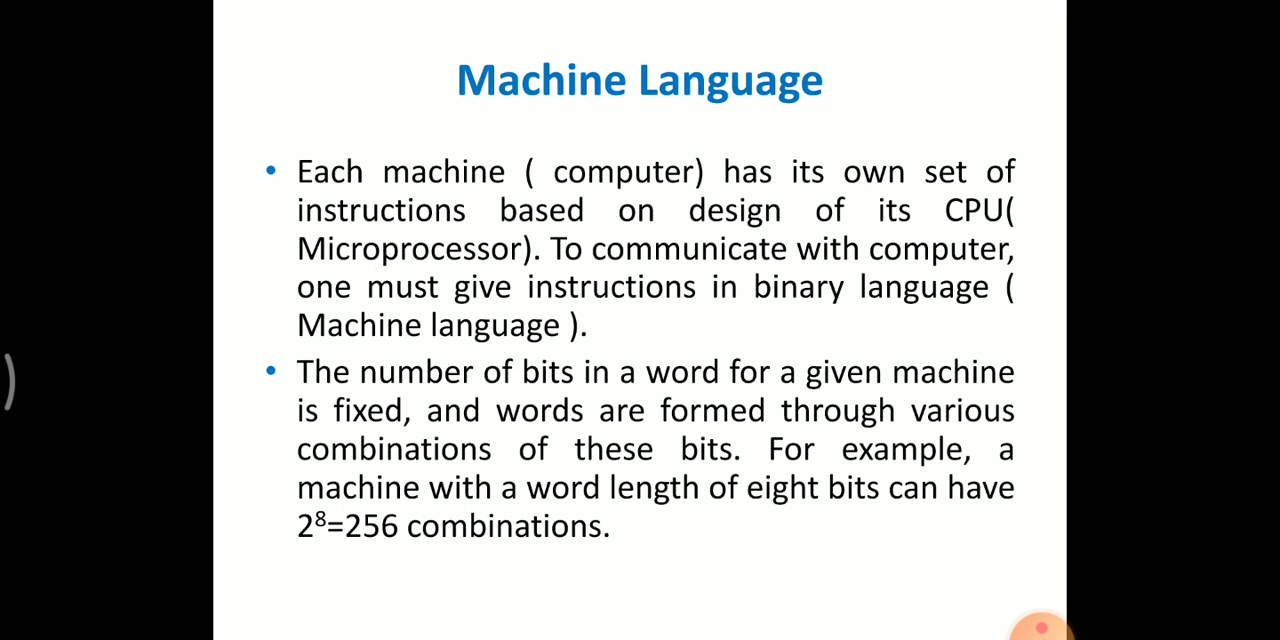 Machine Language
• Each machine ( computer) has its own set of
instructions based on design of its CPU(
Microprocessor). To communicate with computer,
one must give instructions in binary language (
Machine language ).
• The number of bits in a word for a given machine
is fixed, and words are formed through various
combinations of these bits. For example, a
machine with a word length of eight bits can have
2⁸=256 combinations.